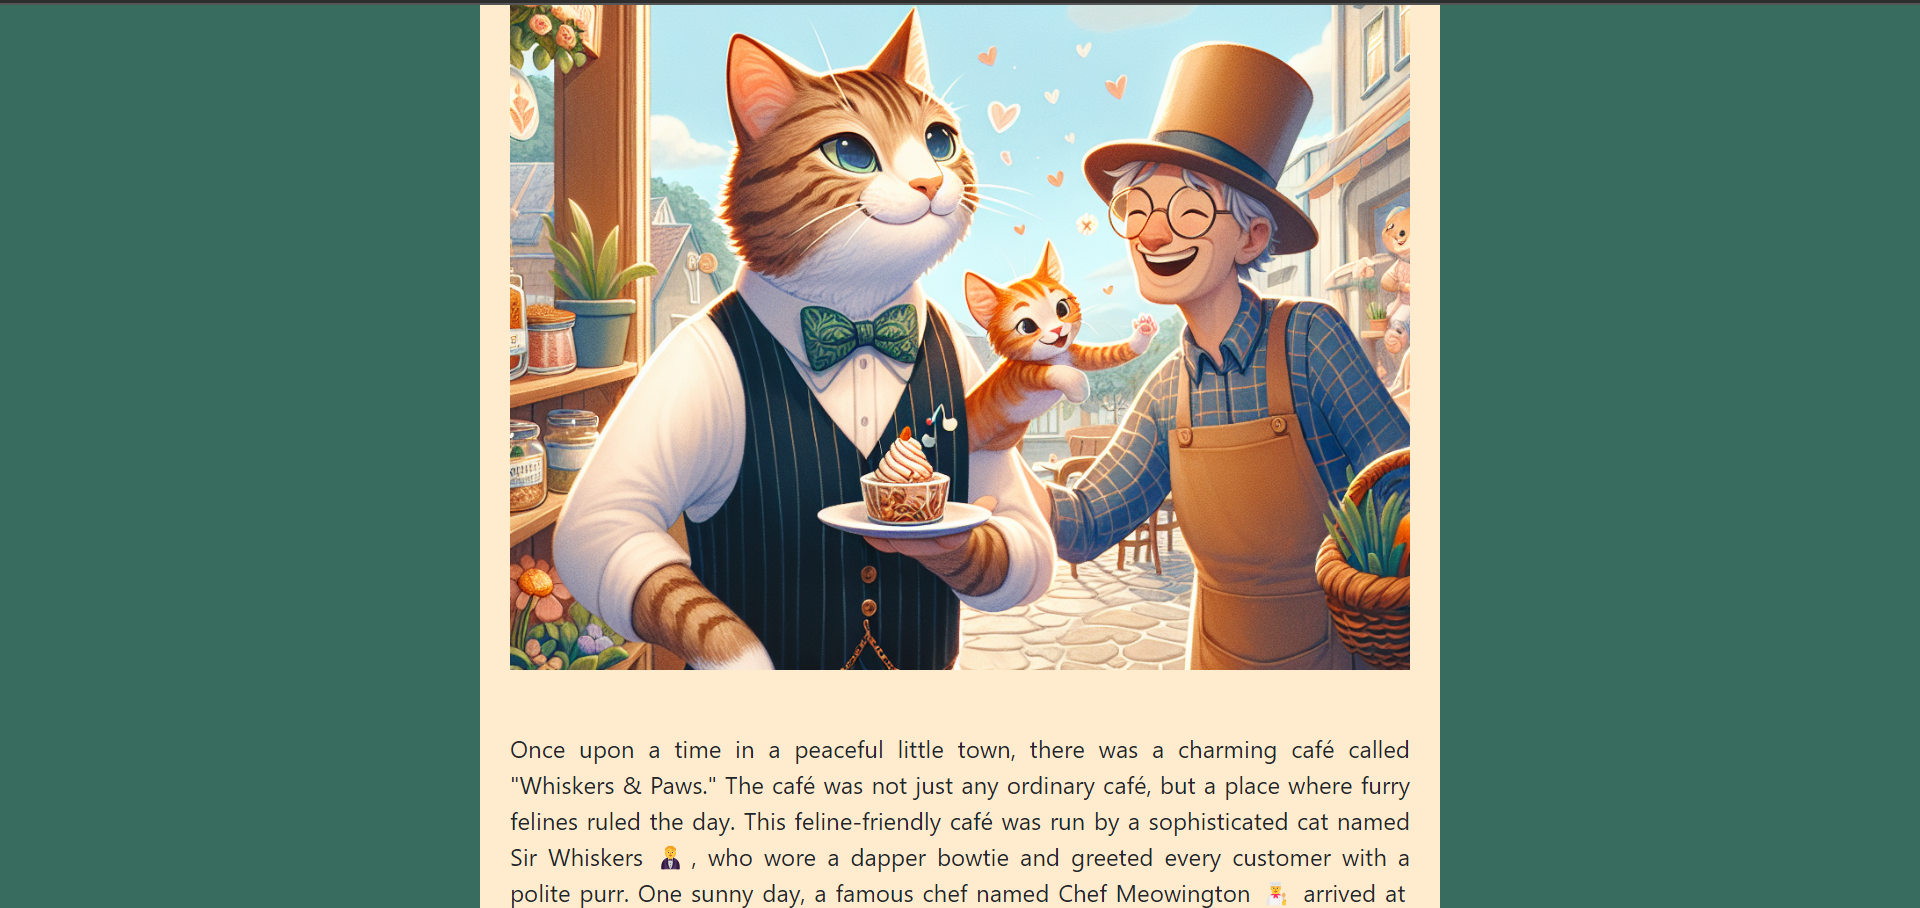 Once upon a time in a peaceful little town, there was a charming café called
"Whiskers & Paws." The café was not just any ordinary café, but a place where furry
felines ruled the day. This feline-friendly café was run by a sophisticated cat named
Sir Whiskers 🤵, who wore a dapper bowtie and greeted every customer with a
polite purr. One sunny day, a famous chef named Chef Meowington 👨‍🍳 arrived at